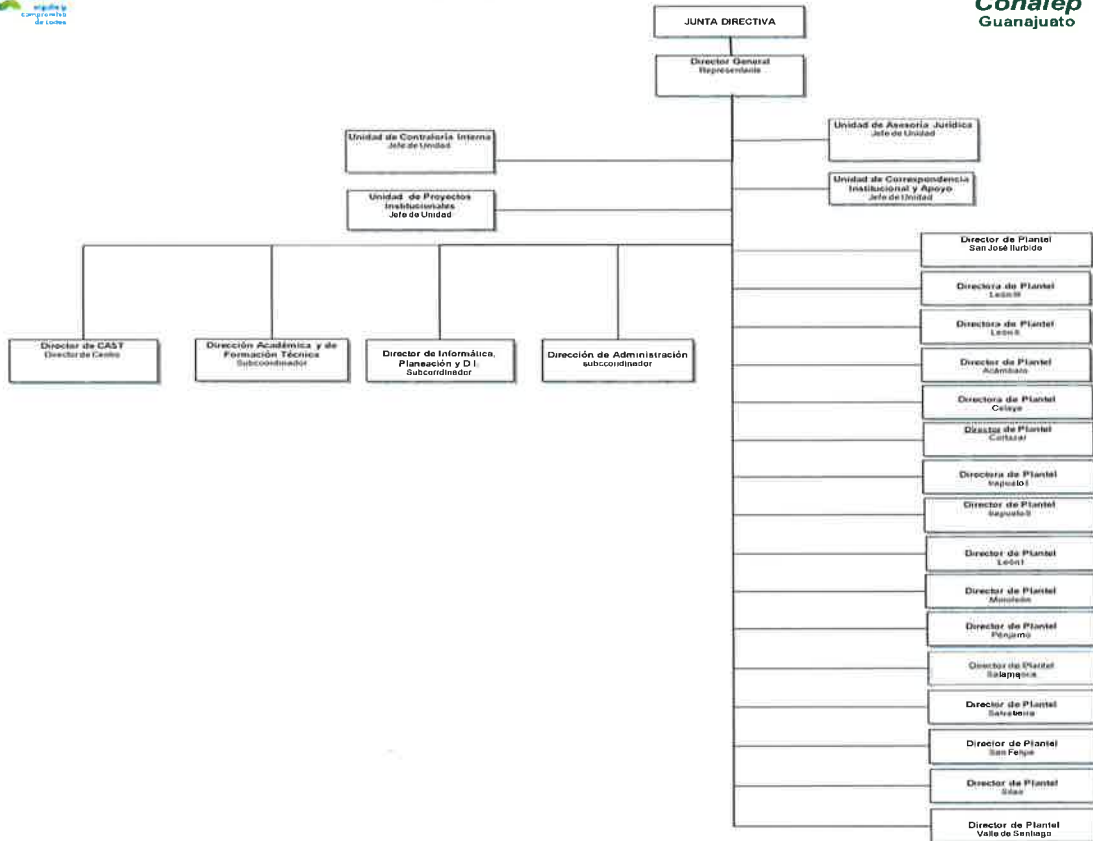 orgullo y
compromiso
de todos
Conalep
Guanajuato
JUNTA DIRECTIVA
Director General
Representante
Unidad de Contraloría Interna
Jefe de Unidad
Unidad de Asesoría Jurídica
Jefe de Unidad
Unidad de Proyectos
Institucionales
Jefe de Unidad
Unidad de Correspondencia
Institucional y Apoyo
Jefe de Unidad
Director de CAST
Director de Centro
Dirección Académica y de
Formación Técnica
Subcoordinador
Director de Informática,
Planeación y D.I.
Subcorrdinador
Dirección de Administración
subccordinador
Director de Plantel
San José Iturbide
Directora de Plantel
León III
Directora de Plantel
León II
Director de Plantel
Acámbaro
Directora de Plantel
Celaya
Director de Plantel
Cortazar
Directora de Plantel
Irapuato I
Director de Plantel
Irapuato II
Director de Plantel
León I
Director de Plantel
Moroleón
Director de Plantel
Pénjamo
Director de Plantel
Salamanca
Director de Plantel
Salvatierra
Director de Plantel
San Felipe
Director de Plantel
Silao
Director de Plantel
Valle de Santiago